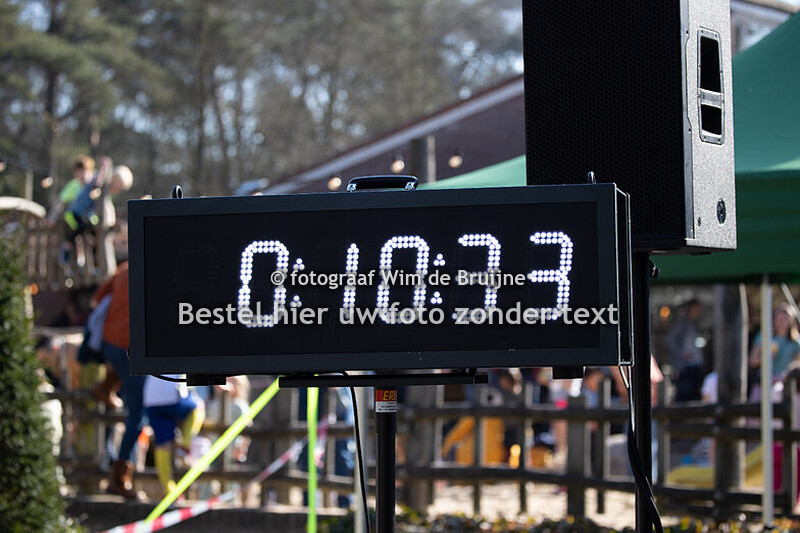 0:10:33
© fotograaf Wim de Bruijne
Bestel hier uw foto zonder text